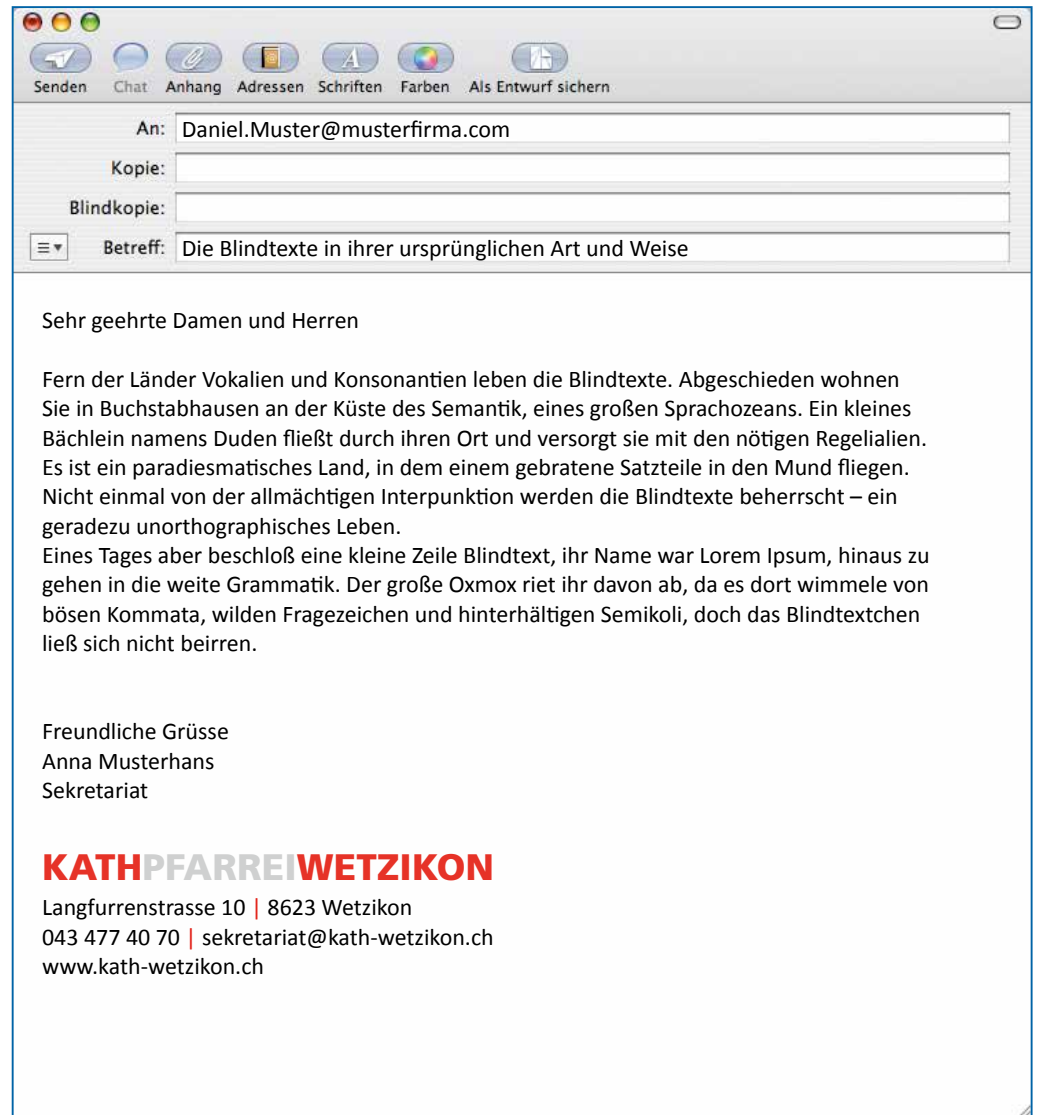 Senden Chat Anhang Adressen Schriften Farben Als Entwurf sichern
An: Daniel.Muster@musterfirma.com
Kopie:
Blindkopie:
Betreff: Die Blindtexte in ihrer ursprünglichen Art und Weise
Sehr geehrte Damen und Herren
Fern der Länder Vokalien und Konsonantien leben die Blindtexte. Abgeschieden wohnen
Sie in Buchstabhausen an der Küste des Semantik, eines großen Sprachozeans. Ein kleines
Bächlein namens Duden fließt durch ihren Ort und versorgt sie mit den nötigen Regelialien.
Es ist ein paradiesmatisches Land, in dem einem gebratene Satzteile in den Mund fliegen.
Nicht einmal von der allmächtigen Interpunktion werden die Blindtexte beherrscht – ein
geradezu unorthographisches Leben.
Eines Tages aber beschloß eine kleine Zeile Blindtext, ihr Name war Lorem Ipsum, hinaus zu
gehen in die weite Grammatik. Der große Oxmox riet ihr davon ab, da es dort wimmele von
bösen Kommata, wilden Fragezeichen und hinterhältigen Semikoli, doch das Blindtextchen
ließ sich nicht beirren.
Freundliche Grüsse
Anna Musterhans
Sekretariat
KATHPFARREIWETZIKON
Langfurrenstrasse 10 | 8623 Wetzikon
043 477 40 70 | sekretariat@kath-wetzikon.ch
www.kath-wetzikon.ch